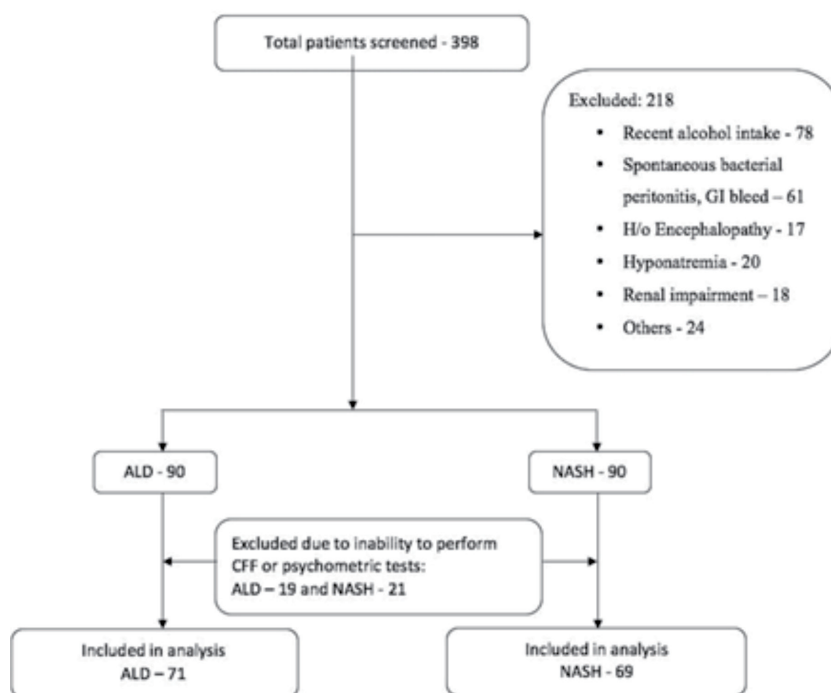 Total patients screened - 398
Excluded: 218
• Recent alcohol intake - 78
• Spontaneous bacterial
peritonitis, GI bleed – 61
• H/o Encephalopathy - 17
• Hyponatremia - 20
• Renal impairment – 18
• Others - 24
ALD - 90
NASH - 90
Excluded due to inability to perform
CFF or psychometric tests:
ALD – 19 and NASH - 21
Included in analysis
ALD – 71
Included in analysis
NASH - 69